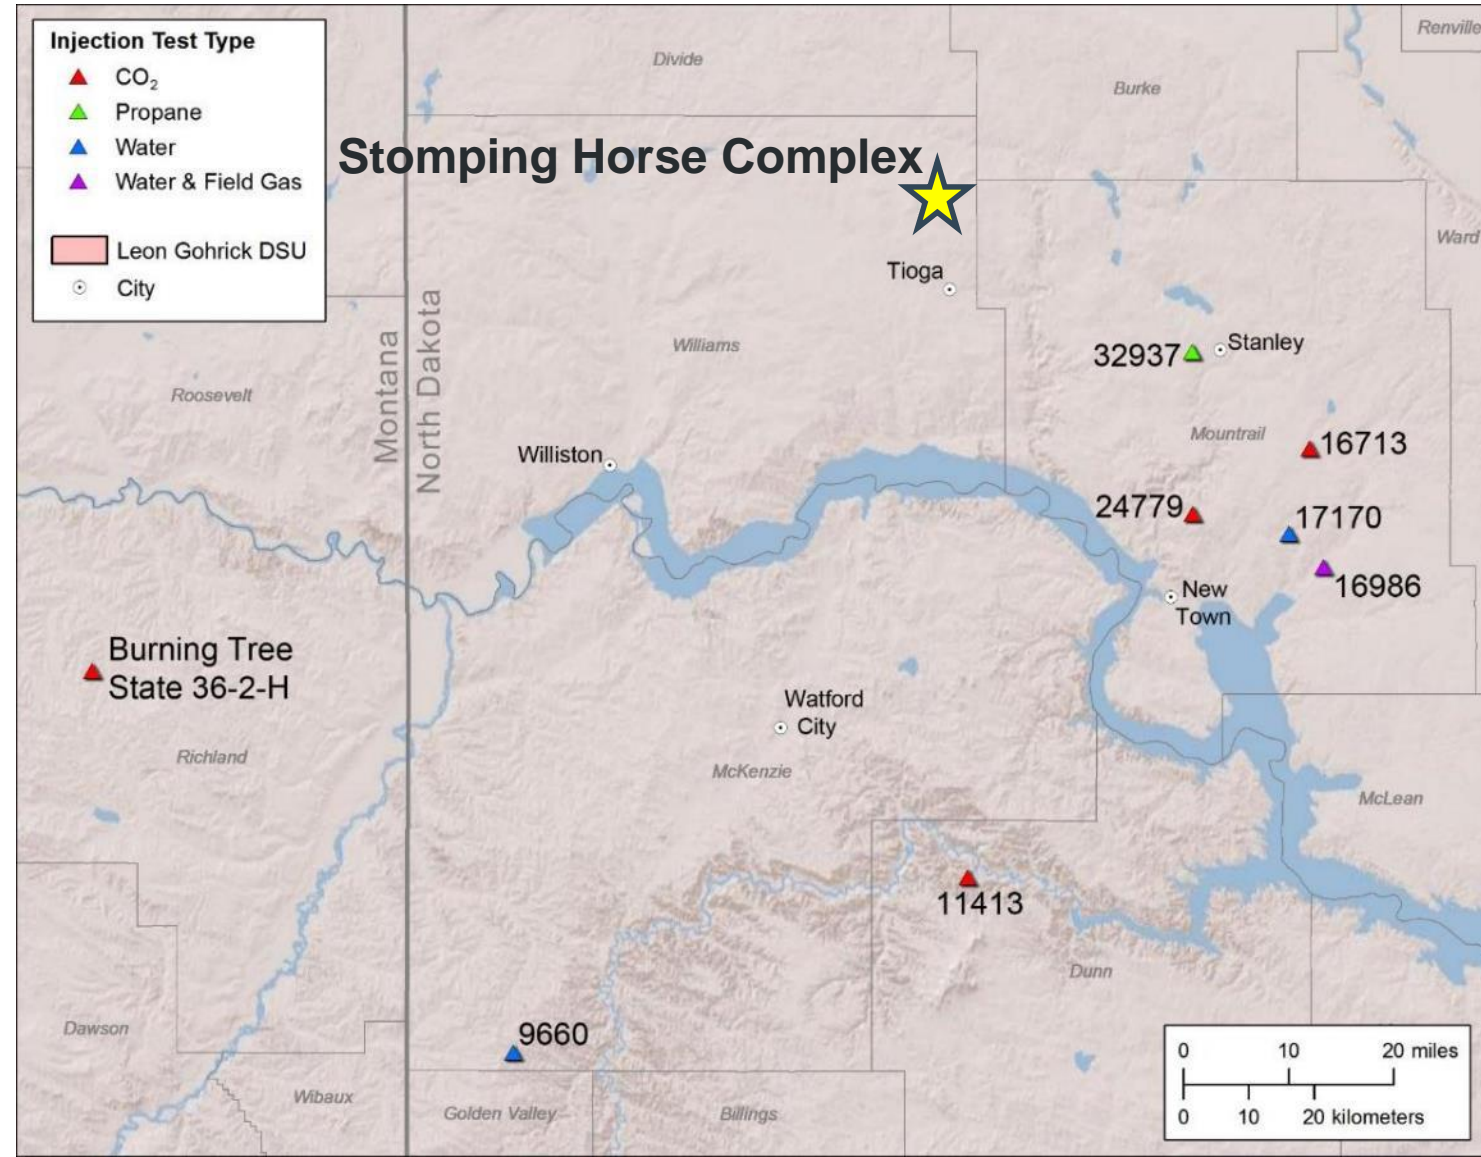 Injection Test Type
CO₂
Propane
Water
Water & Field Gas
Leon Gohrick DSU
City
Divide
Burke
Renville
Stomping Horse Complex
Ward
Tioga
Montana
North Dakota
Williams
32937
Stanley
Roosevelt
Mountrail
16713
Williston
24779
17170
16986
New
Town
Burning Tree
State 36-2-H
Watford
City
Richland
McKenzie
McLean
11413
Dunn
Dawson
9660
Wibaux
Golden Valley
Billings
0 10 20 miles
0 10 20 kilometers